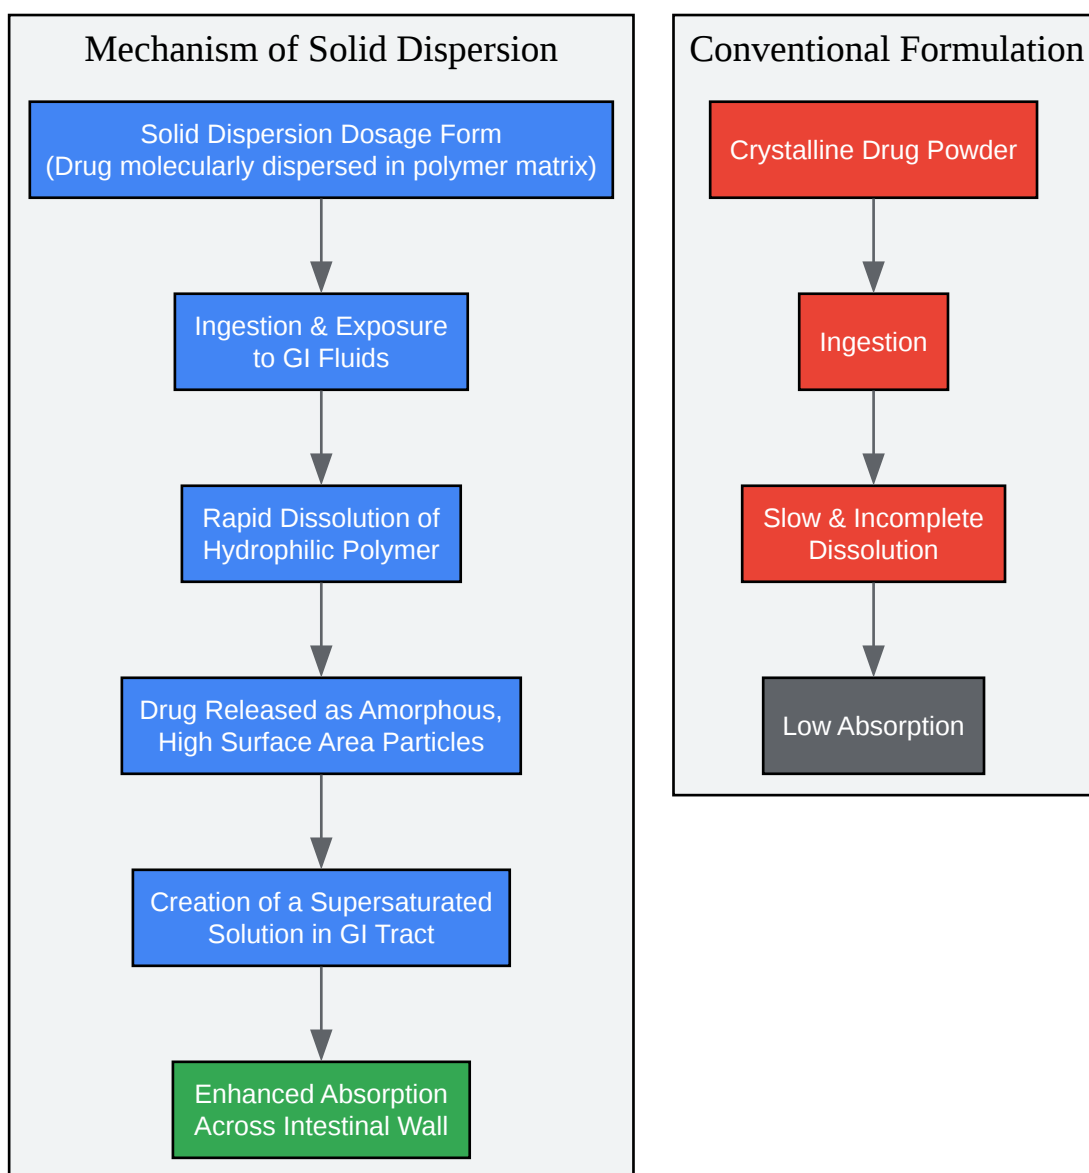 Mechanism of Solid Dispersion
Solid Dispersion Dosage Form
(Drug molecularly dispersed in polymer matrix)
Ingestion & Exposure
to GI Fluids
Rapid Dissolution of
Hydrophilic Polymer
Drug Released as Amorphous,
High Surface Area Particles
Creation of a Supersaturated
Solution in GI Tract
Enhanced Absorption
Across Intestinal Wall
Conventional Formulation
Crystalline Drug Powder
Ingestion
Slow & Incomplete
Dissolution
Low Absorption